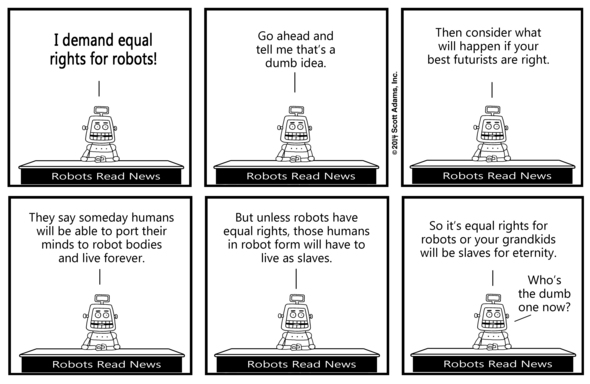 I demand equal
rights for robots!
Robots Read News
Go ahead and
tell me that's a
dumb idea.
Robots Read News
©2014 Scott Adams, Inc.
Then consider what
will happen if your
best futurists are right.
Robots Read News
They say someday humans
will be able to port their
minds to robot bodies
and live forever.
Robots Read News
But unless robots have
equal rights, those humans
in robot form will have to
live as slaves.
Robots Read News
So it's equal rights for
robots or your grandkids
will be slaves for eternity.
Who's
the dumb
one now?
Robots Read News